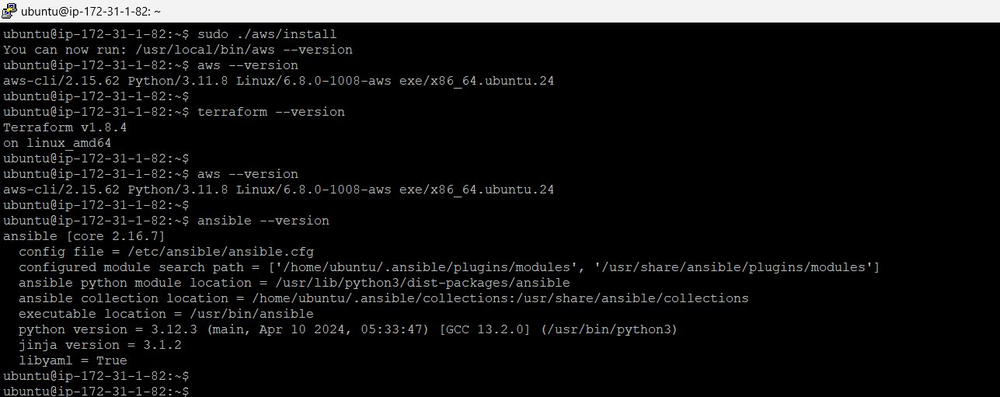 ubuntu@ip-172-31-1-82: ~
ubuntu@ip-172-31-1-82:~$ sudo ./aws/install
You can now run: /usr/local/bin/aws --version
ubuntu@ip-172-31-1-82:~$ aws --version
aws-cli/2.15.62 Python/3.11.8 Linux/6.8.0-1008-aws exe/x86_64.ubuntu.24
ubuntu@ip-172-31-1-82:~$
ubuntu@ip-172-31-1-82:~$ terraform --version
Terraform v1.8.4
on linux_amd64
ubuntu@ip-172-31-1-82:~$
ubuntu@ip-172-31-1-82:~$ aws --version
aws-cli/2.15.62 Python/3.11.8 Linux/6.8.0-1008-aws exe/x86_64.ubuntu.24
ubuntu@ip-172-31-1-82:~$
ubuntu@ip-172-31-1-82:~$ ansible --version
ansible [core 2.16.7]
  config file = /etc/ansible/ansible.cfg
  configured module search path = ['/home/ubuntu/.ansible/plugins/modules', '/usr/share/ansible/plugins/modules']
  ansible python module location = /usr/lib/python3/dist-packages/ansible
  ansible collection location = /home/ubuntu/.ansible/collections:/usr/share/ansible/collections
  executable location = /usr/bin/ansible
  python version = 3.12.3 (main, Apr 10 2024, 05:33:47) [GCC 13.2.0] (/usr/bin/python3)
  jinja version = 3.1.2
  libyaml = True
ubuntu@ip-172-31-1-82:~$
ubuntu@ip-172-31-1-82:~$